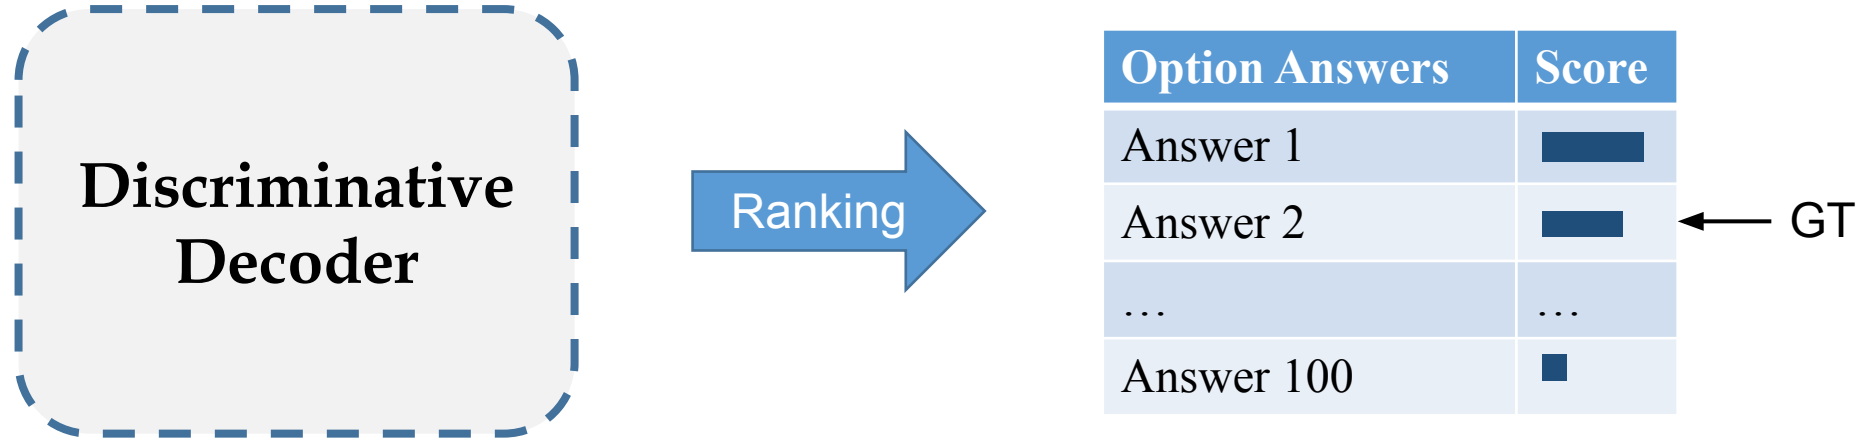 Discriminative
Decoder
Ranking
Option Answers Score
Answer 1
Answer 2
GT
… …
Answer 100